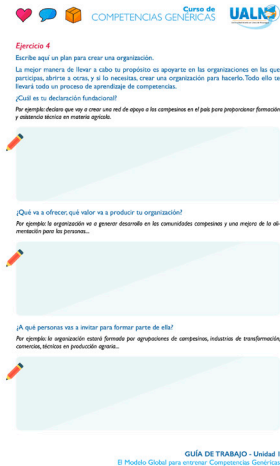 Curso de
COMPETENCIAS GENÉRICAS
UALN
Ejercicio 4
Escribe aquí un plan para crear una organización.
La mejor manera de llevar a cabo tu propósito es apoyarte en las organizaciones en las que
participas, abrirte a otras, y si lo necesitas, crear una organización para hacerlo. Todo ello te
llevará todo un proceso de aprendizaje de competencias.
¿Cuál es tu declaración fundacional?
Por ejemplo: declaro que voy a crear una red de apoyo a los campesinos en el país para proporcionar formación
y asistencia técnica en materia agrícola.
¿Qué va a ofrecer, qué valor va a producir tu organización?
Por ejemplo: la organización va a generar desarrollo en las comunidades campesinas y una mejora de la ali-
mentación para las personas...
¿A qué personas vas a invitar para formar parte de ella?
Por ejemplo: la organización estará formada por agrupaciones de campesinos, industrias de transformación,
comercios, técnicos en producción agraria...
GUÍA DE TRABAJO - Unidad 1
El Modelo Global para entrenar Competencias Genéricas